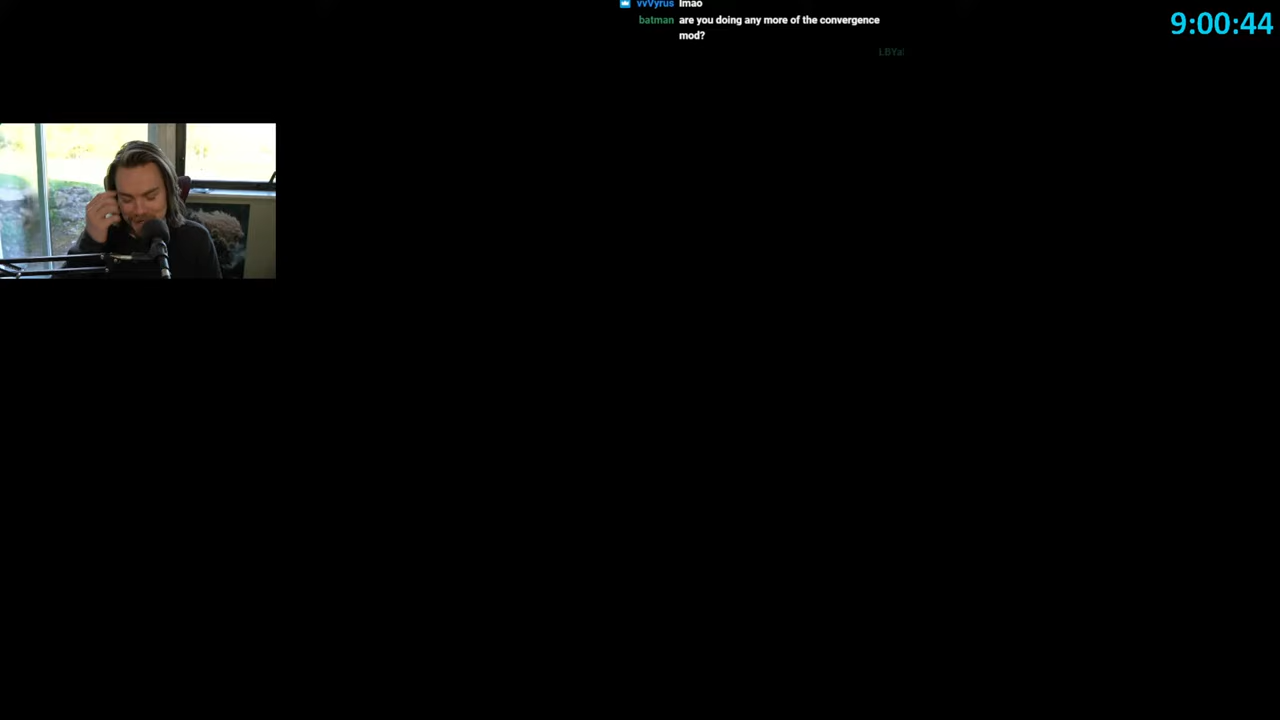 vvVyrus lmao
9:00:44
batman are you doing any more of the convergence
mod?